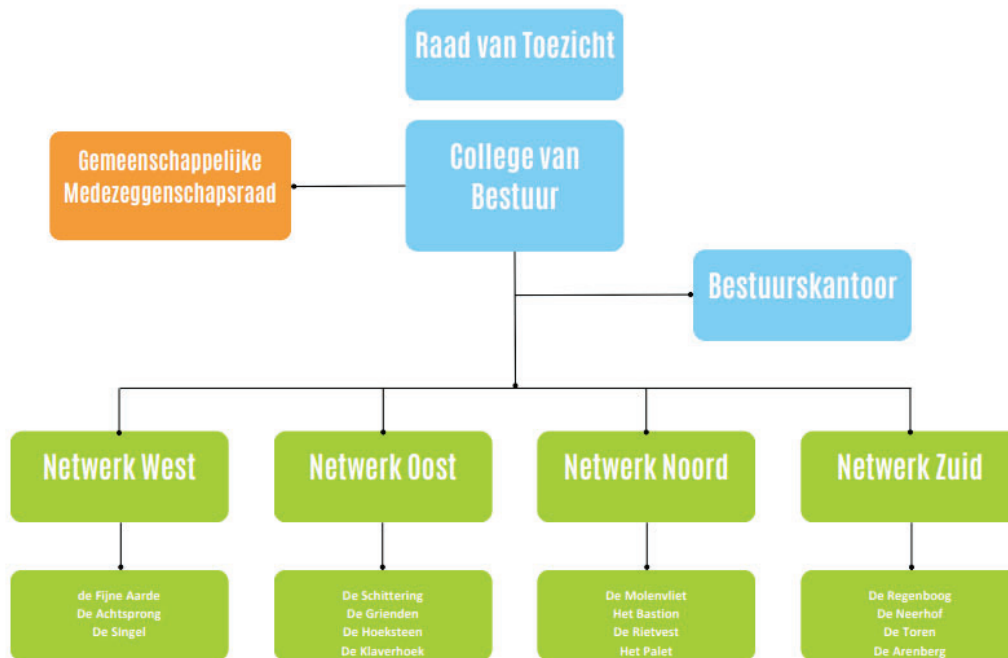 Raad van Toezicht
Gemeenschappelijke
Medezeggenschapsraad
College van
Bestuur
Bestuurskantoor
Netwerk West
Netwerk Oost
Netwerk Noord
Netwerk Zuid
de Fijne Aarde
De Achtsprong
De Singel
De Schittering
De Grienden
De Hoeksteen
De Klaverhoek
De Molenvliet
Het Bastion
De Rietvest
Het Palet
De Regenboog
De Neerhof
De Toren
De Arenberg